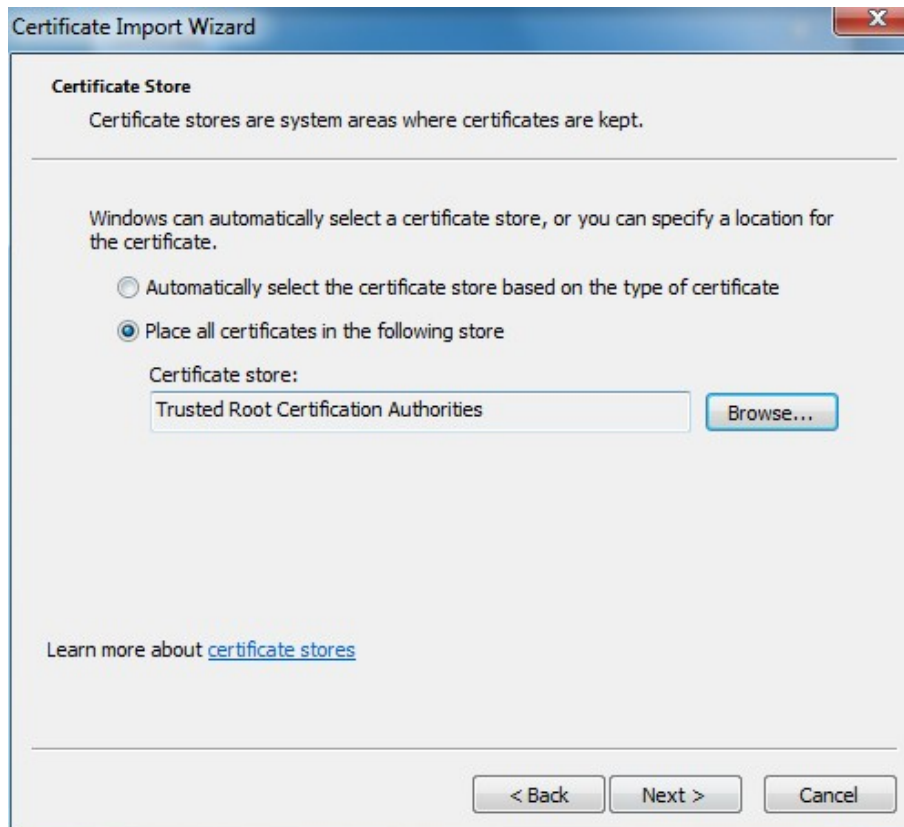 Certificate Import Wizard
X
Certificate Store
Certificate stores are system areas where certificates are kept.
Windows can automatically select a certificate store, or you can specify a location for
the certificate.
Automatically select the certificate store based on the type of certificate
Place all certificates in the following store
Certificate store:
Trusted Root Certification Authorities
Browse...
Learn more about certificate stores
< Back
Next >
Cancel